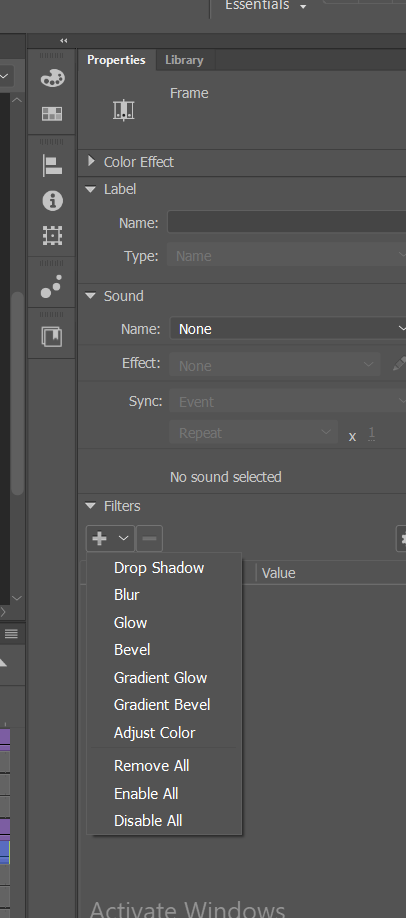 Essentials
Properties
Library
Frame
Color Effect
Label
Name:
Type: Name
Sound
Name: None
Effect: None
Sync: Event
Repeat x 1
No sound selected
Filters
Value
Drop Shadow
Blur
Glow
Bevel
Gradient Glow
Gradient Bevel
Adjust Color
Remove All
Enable All
Disable All
Activate Windows